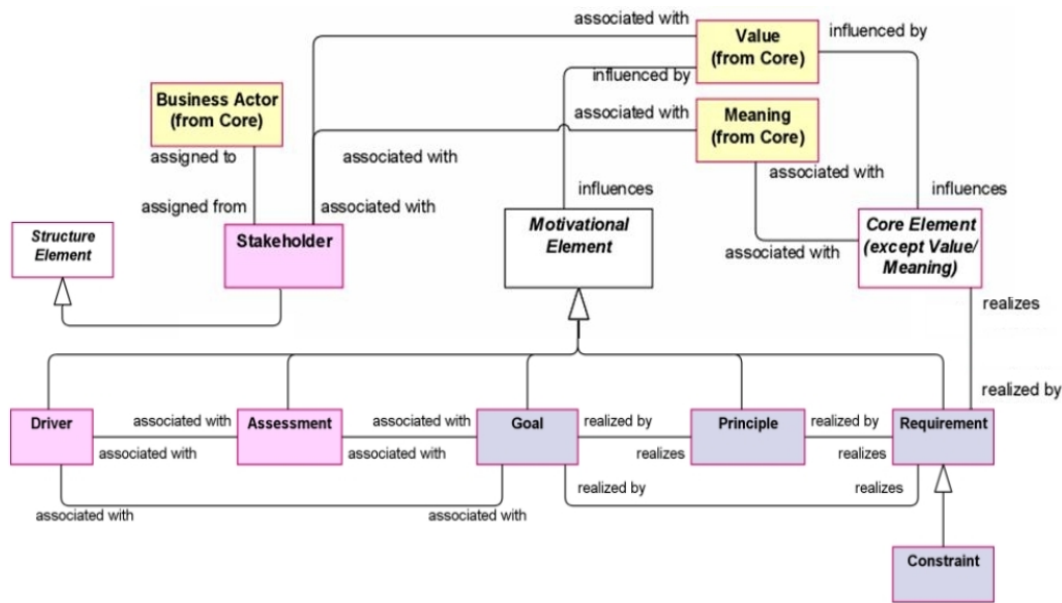 associated with
Value
(from Core)
influenced by
influenced by
Business Actor
(from Core)
associated with
Meaning
(from Core)
assigned to
associated with
associated with
assigned from
associated with
influences
influences
Structure
Element
Stakeholder
Motivational
Element
Core Element
(except Value/
Meaning)
associated with
realizes
realized by
Driver
associated with
associated with
Assessment
associated with
associated with
Goal
realized by
realizes
Principle
realized by
realizes
Requirement
associated with
associated with
realized by
realizes
Constraint